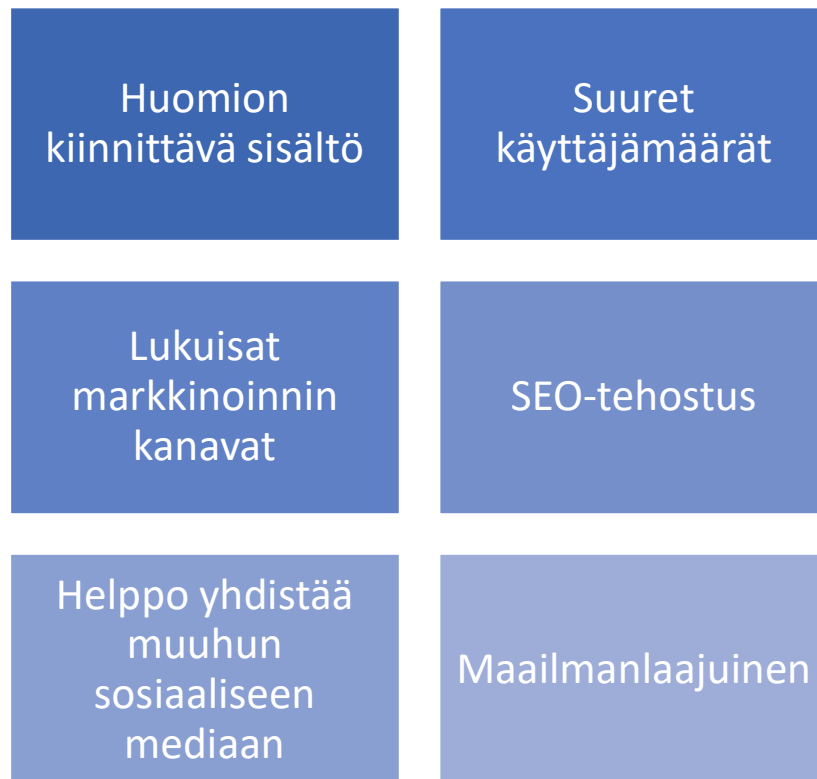 Huomion
kiinnittävä sisältö
Suuret
käyttäjämäärät
Lukuisat
markkinoinnin
kanavat
SEO-tehostus
Helppo yhdistää
muuhun
sosiaaliseen
mediaan
Maailmanlaajuinen